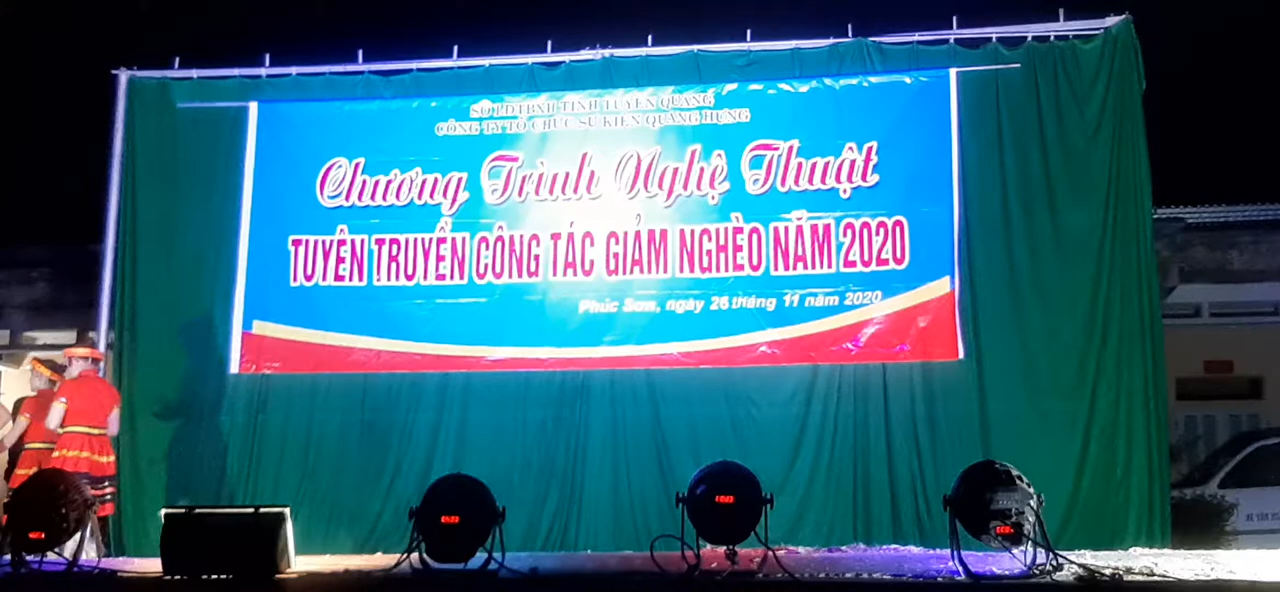 SỞ LĐTBXH TỈNH TUYÊN QUANG
CÔNG TY TỔ CHỨC SỰ KIỆN QUANG HƯNG
Chương Trình Nghệ Thuật
TUYÊN TRUYỀN CÔNG TÁC GIẢM NGHÈO NĂM 2020
Phúc Sơn, ngày 26 tháng 11 năm 2020